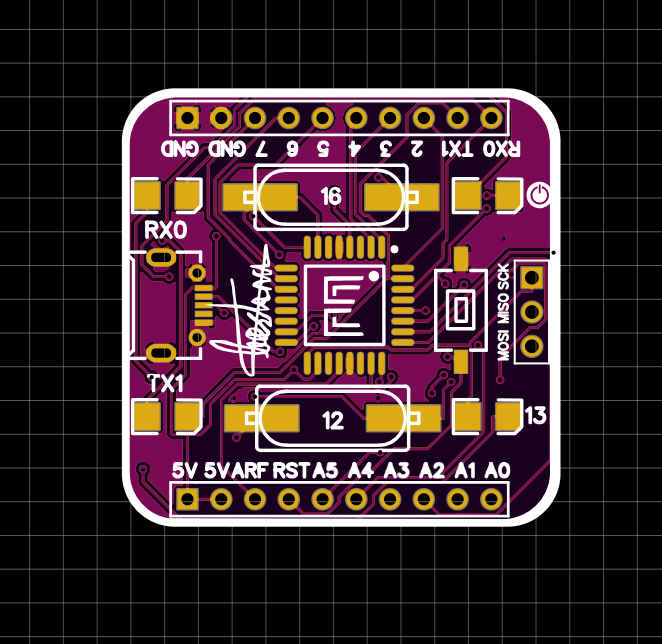 GND GND 7 6 5 4 3 2 TX1 RX0
16
RX0
MOSI MISO SCK
E
TX1
12
13
5V 5V ARF RST A5 A4 A3 A2 A1 A0